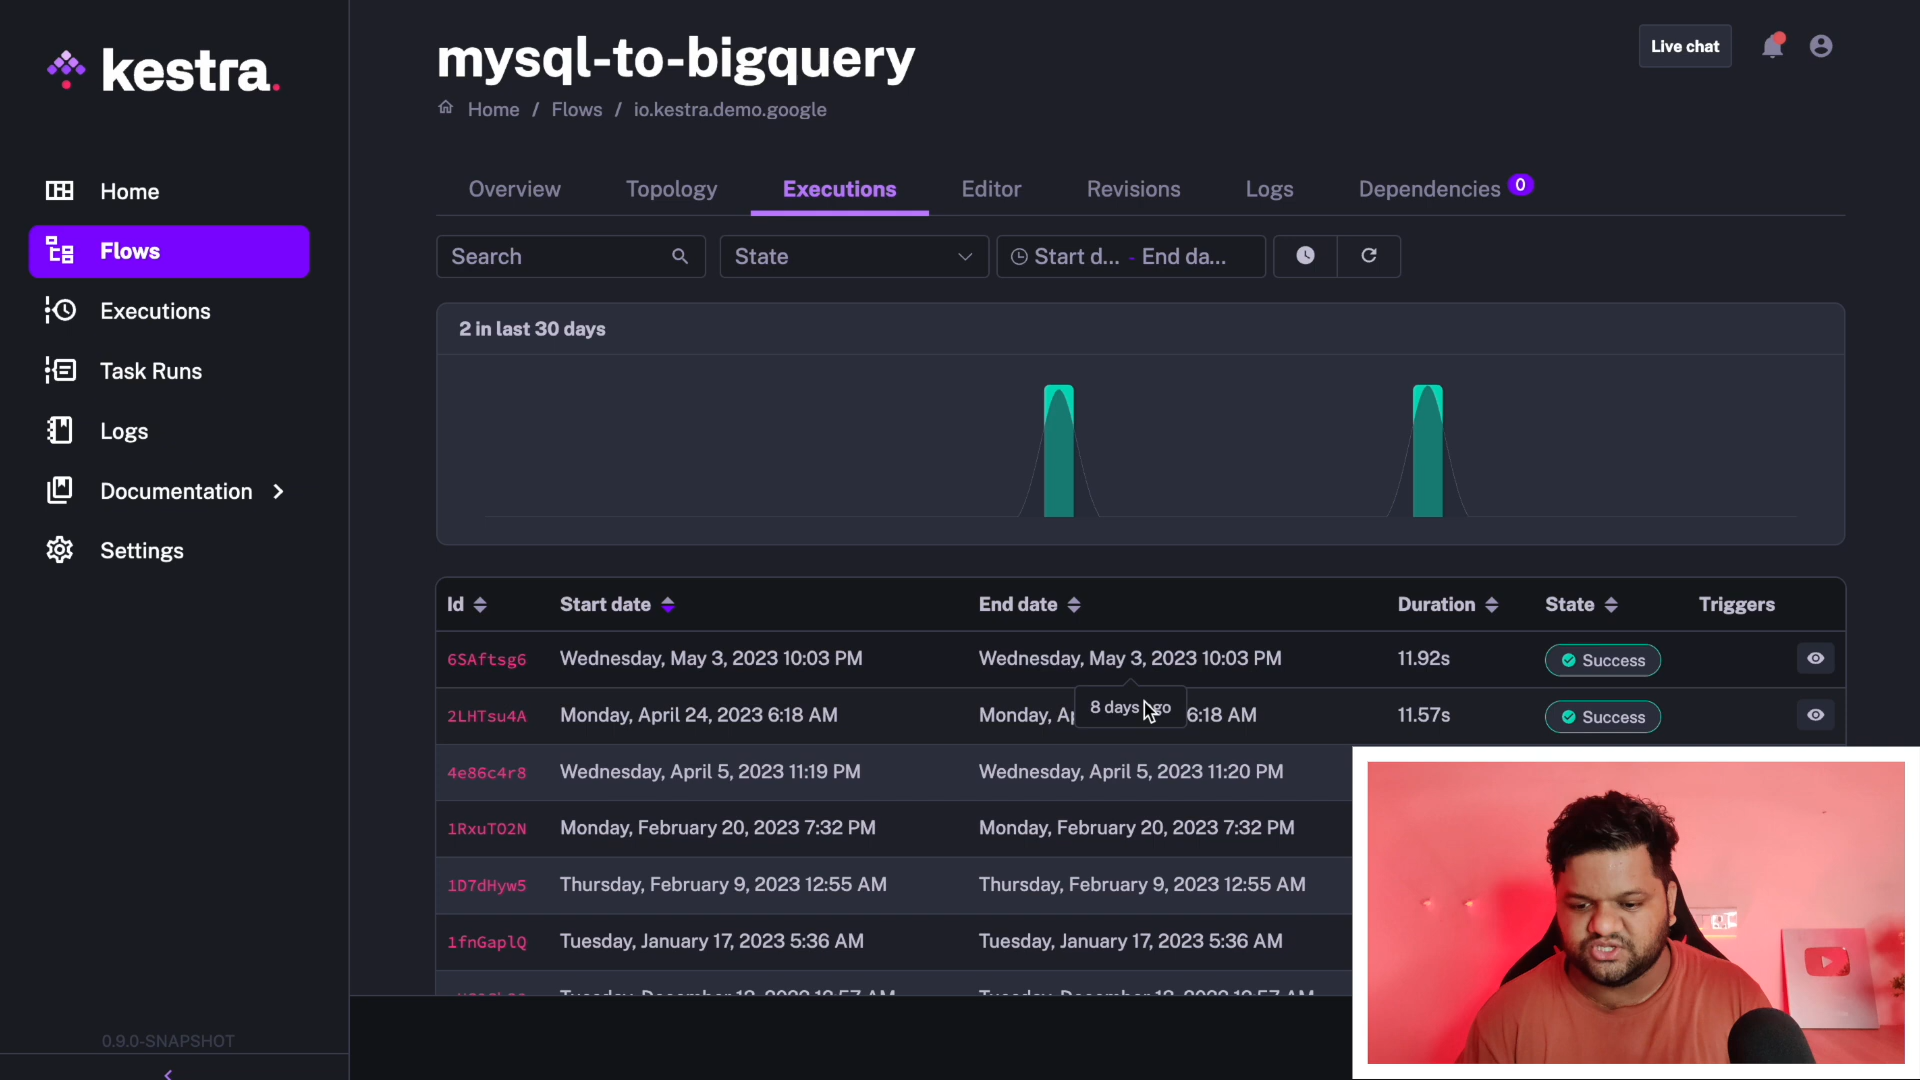 kestra.
Home
Flows
Executions
Task Runs
Logs
Documentation
Settings
0.9.0-SNAPSHOT
mysql-to-bigquery
Home / Flows / io.kestra.demo.google
Live chat
Overview Topology Executions Editor Revisions Logs Dependencies 0
Search State Start d... - End da...
2 in last 30 days
Id Start date End date Duration State Triggers
6SAftsg6 Wednesday, May 3, 2023 10:03 PM Wednesday, May 3, 2023 10:03 PM 11.92s Success
8 days go
2LHTsu4A Monday, April 24, 2023 6:18 AM Monday, Ap 6:18 AM 11.57s Success
4e86c4r8 Wednesday, April 5, 2023 11:19 PM Wednesday, April 5, 2023 11:20 PM
1RxuTO2N Monday, February 20, 2023 7:32 PM Monday, February 20, 2023 7:32 PM
1D7dHyw5 Thursday, February 9, 2023 12:55 AM Thursday, February 9, 2023 12:55 AM
1fnGaplQ Tuesday, January 17, 2023 5:36 AM Tuesday, January 17, 2023 5:36 AM